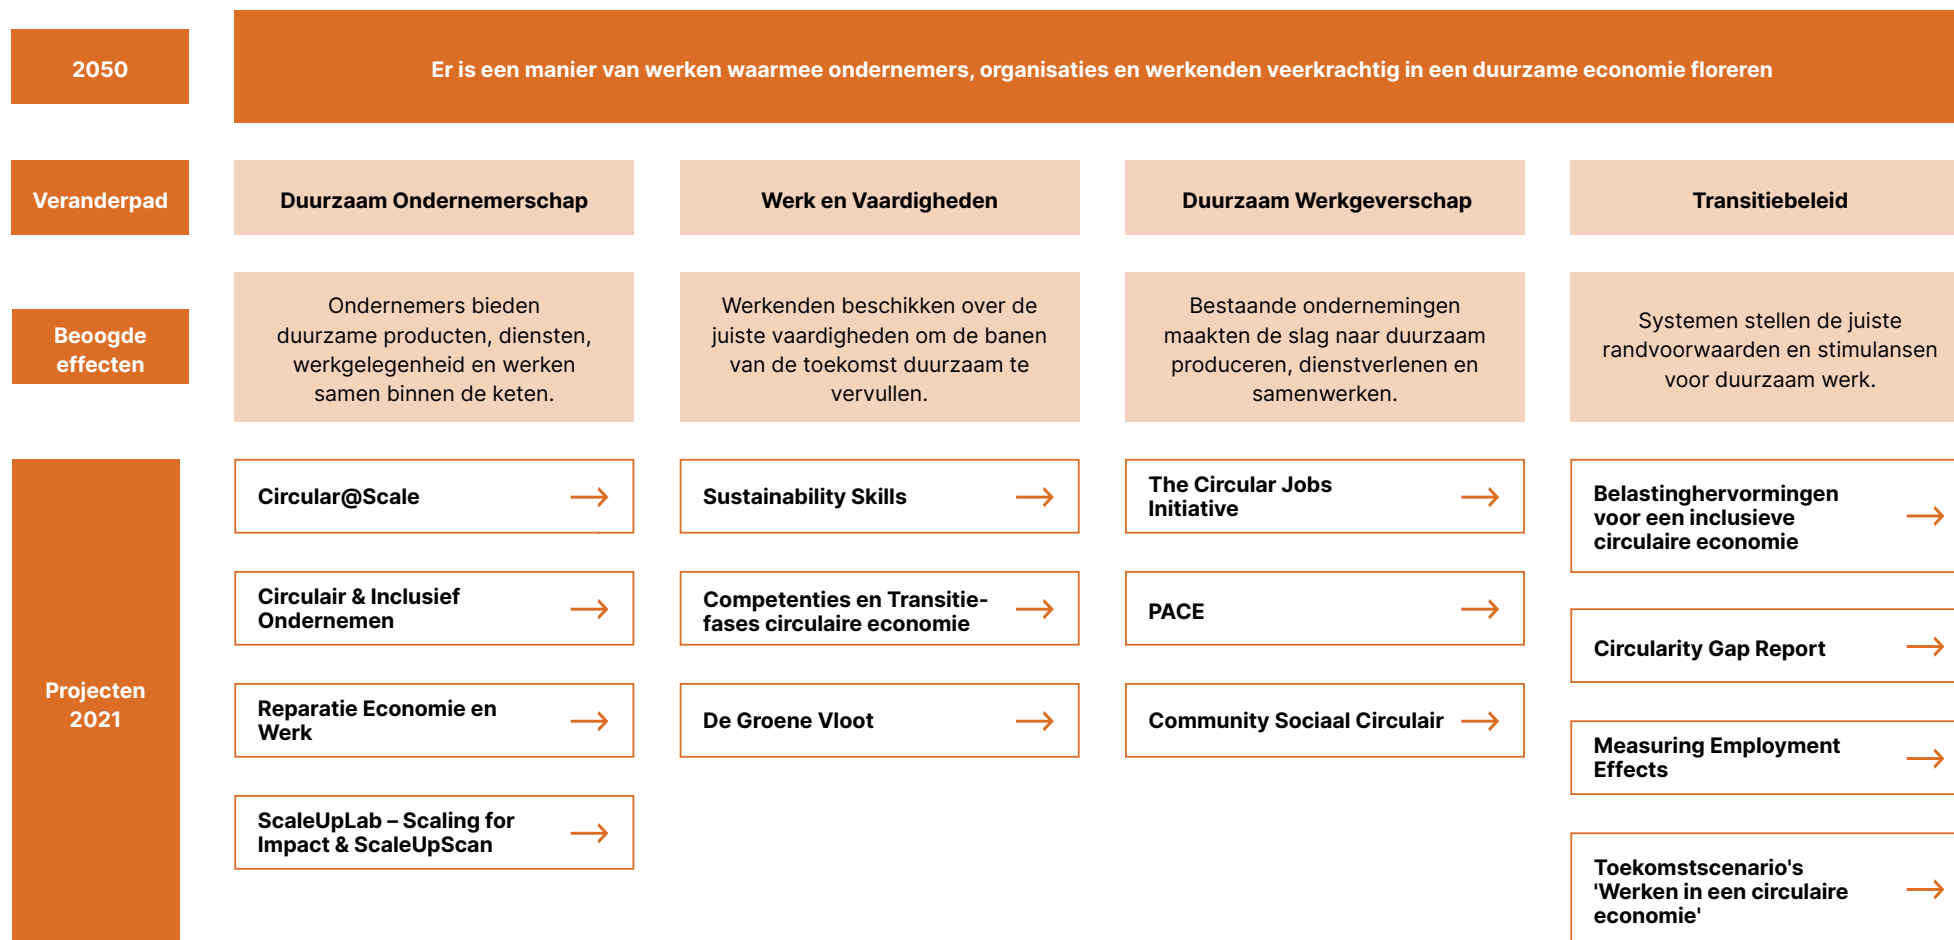 2050
Er is een manier van werken waarmee ondernemers, organisaties en werkenden veerkrachtig in een duurzame economie floreren
Veranderpad
Duurzaam Ondernemerschap
Werk en Vaardigheden
Duurzaam Werkgeverschap
Transitiebeleid
Beoogde
effecten
Ondernemers bieden
duurzame producten, diensten,
werkgelegenheid en werken
samen binnen de keten.
Werkenden beschikken over de
juiste vaardigheden om de banen
van de toekomst duurzaam te
vervullen.
Bestaande ondernemingen
maakten de slag naar duurzaam
produceren, dienstverlenen en
samenwerken.
Systemen stellen de juiste
randvoorwaarden en stimulansen
voor duurzaam werk.
Projecten
2021
Circular@Scale
Circulair & Inclusief
Ondernemen
Reparatie Economie en
Werk
ScaleUpLab – Scaling for
Impact & ScaleUpScan
Sustainability Skills
Competenties en Transitie-
fases circulaire economie
De Groene Vloot
The Circular Jobs
Initiative
PACE
Community Sociaal Circulair
Belastinghervormingen
voor een inclusieve
circulaire economie
Circularity Gap Report
Measuring Employment
Effects
Toekomstscenario's
'Werken in een circulaire
economie'